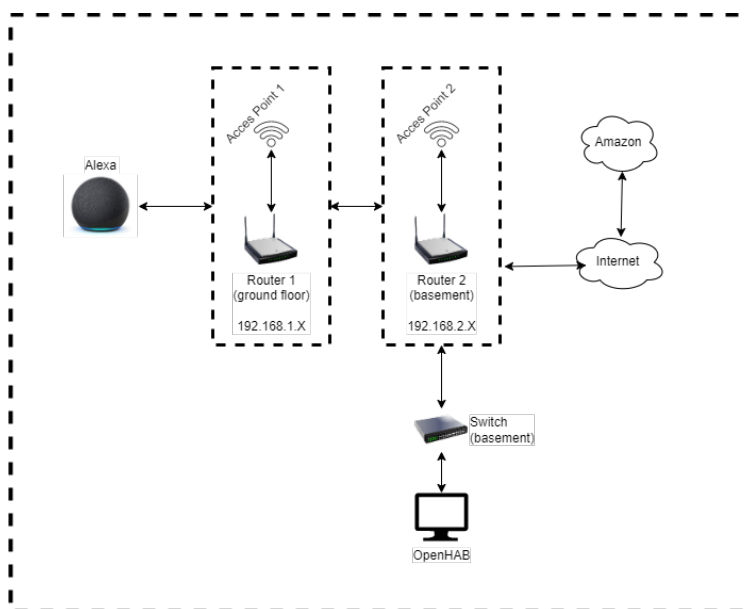 Acces Point 1
Acces Point 2
Amazon
Alexa
Internet
Router 1
(ground floor)
192.168.1.X
Router 2
(basement)
192.168.2.X
Switch
(basement)
OpenHAB